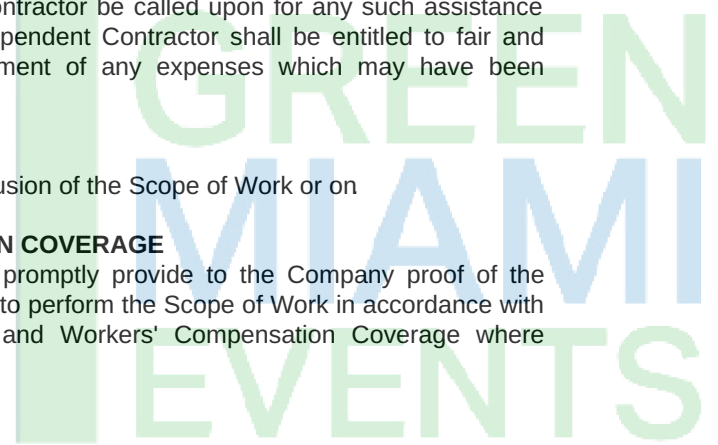 ontractor be called upon for any such assistance
pendent Contractor shall be entitled to fair and
ment of any expenses which may have been
usion of the Scope of Work or on
N COVERAGE
promptly provide to the Company proof of the
to perform the Scope of Work in accordance with
and Workers' Compensation Coverage where
GREEN
MIAMI
EVENTS